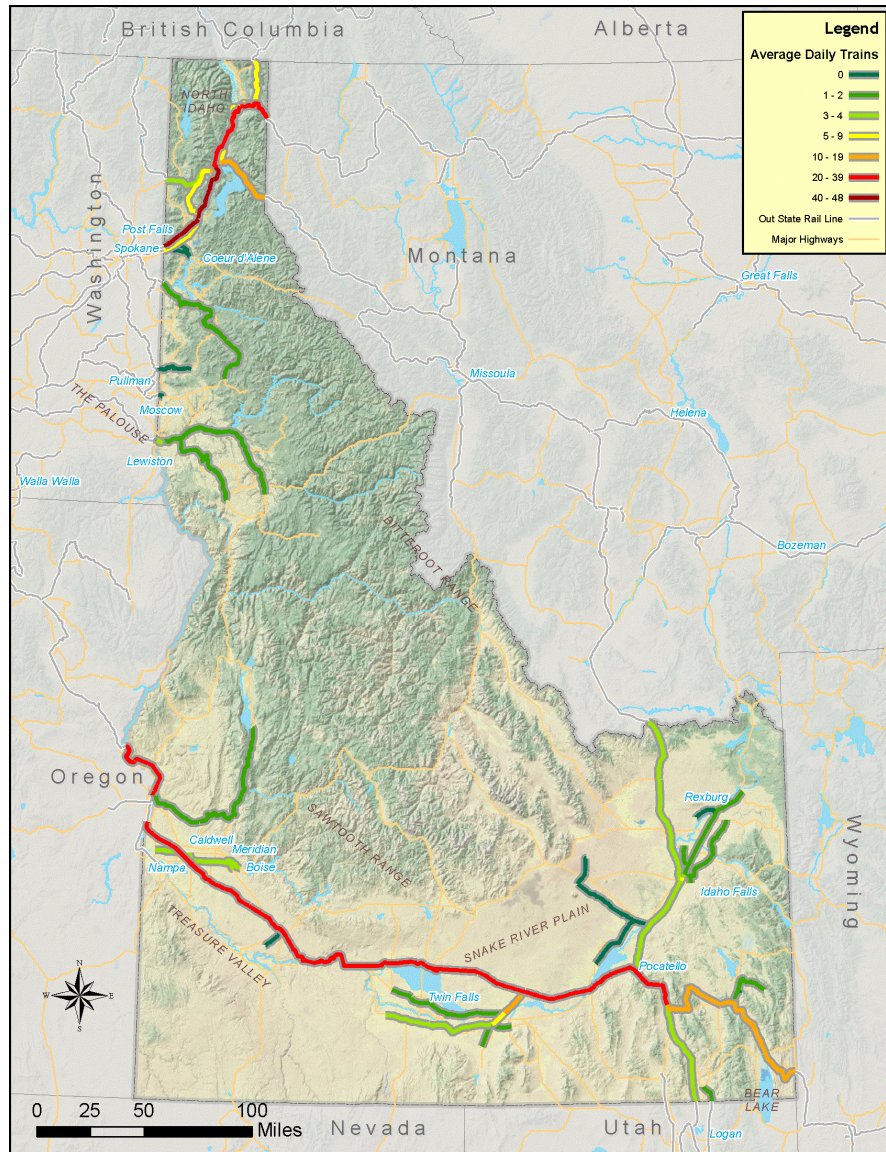 British Columbia
Alberta
Legend
Average Daily Trains
0
1 - 2
3 - 4
5 - 9
10 - 19
20 - 39
40 - 48
Out State Rail Line
Major Highways
NORTH
IDAHO
Washington
Post Falls
Spokane
Coeur d'Alene
Montana
Great Falls
Pullman
Missoula
Moscow
THE PALOUSE
Helena
Lewiston
Walla Walla
BITTEROOT RANGE
Bozeman
Oregon
Rexburg
SAWTOOTH RANGE
Caldwell
Meridian
Nampa
Boise
Idaho Falls
Wyoming
TREASURE VALLEY
SNAKE RIVER PLAIN
Pocatello
N
W
E
S
Twin Falls
BEAR
LAKE
0
25
50
100
Miles
Nevada
Utah
Logan